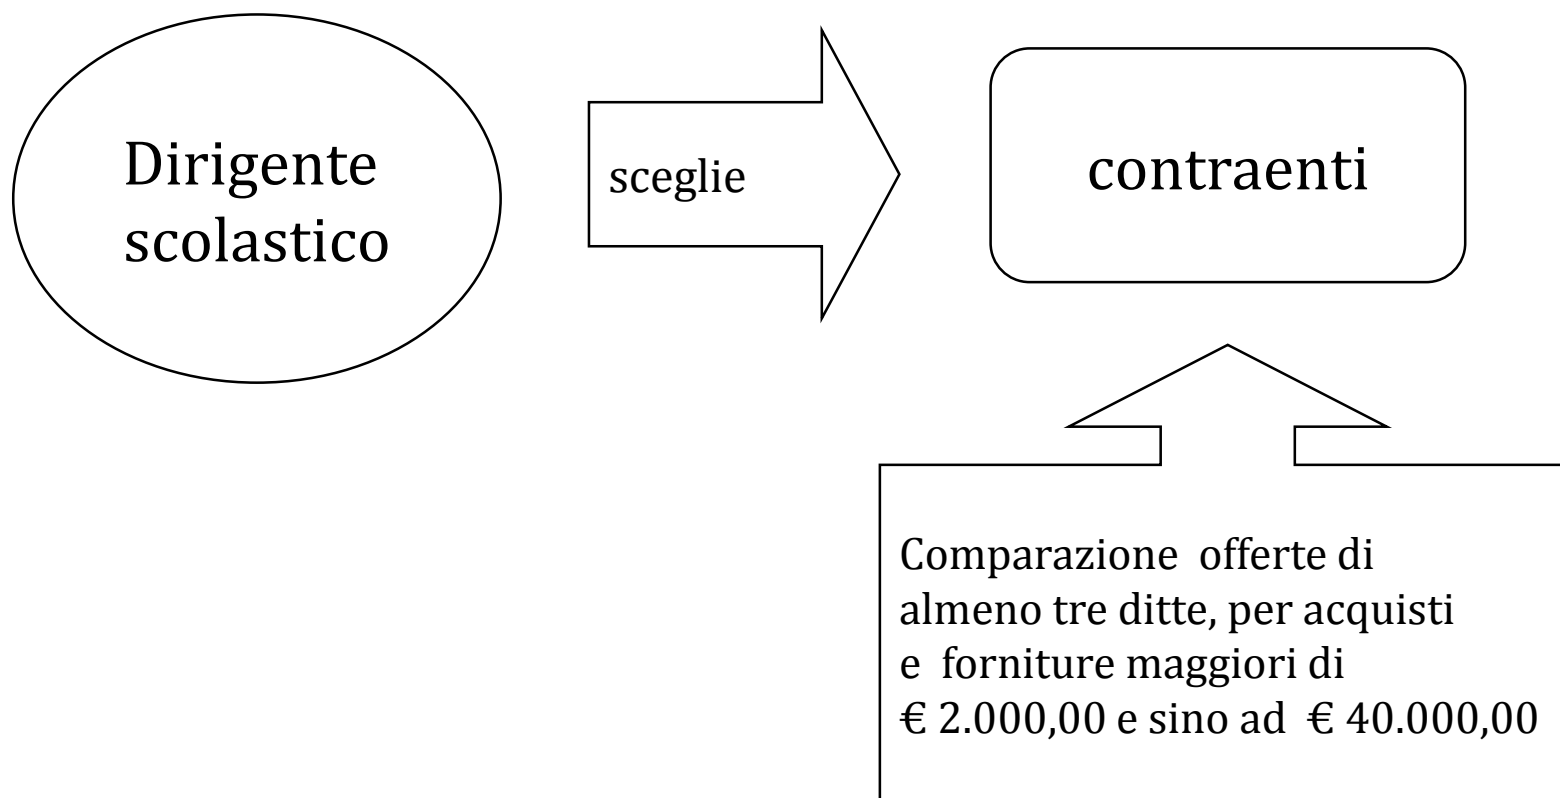 Dirigente
scolastico
sceglie
contraenti
Comparazione  offerte di
almeno tre ditte, per acquisti
e  forniture maggiori di
€ 2.000,00 e sino ad  € 40.000,00